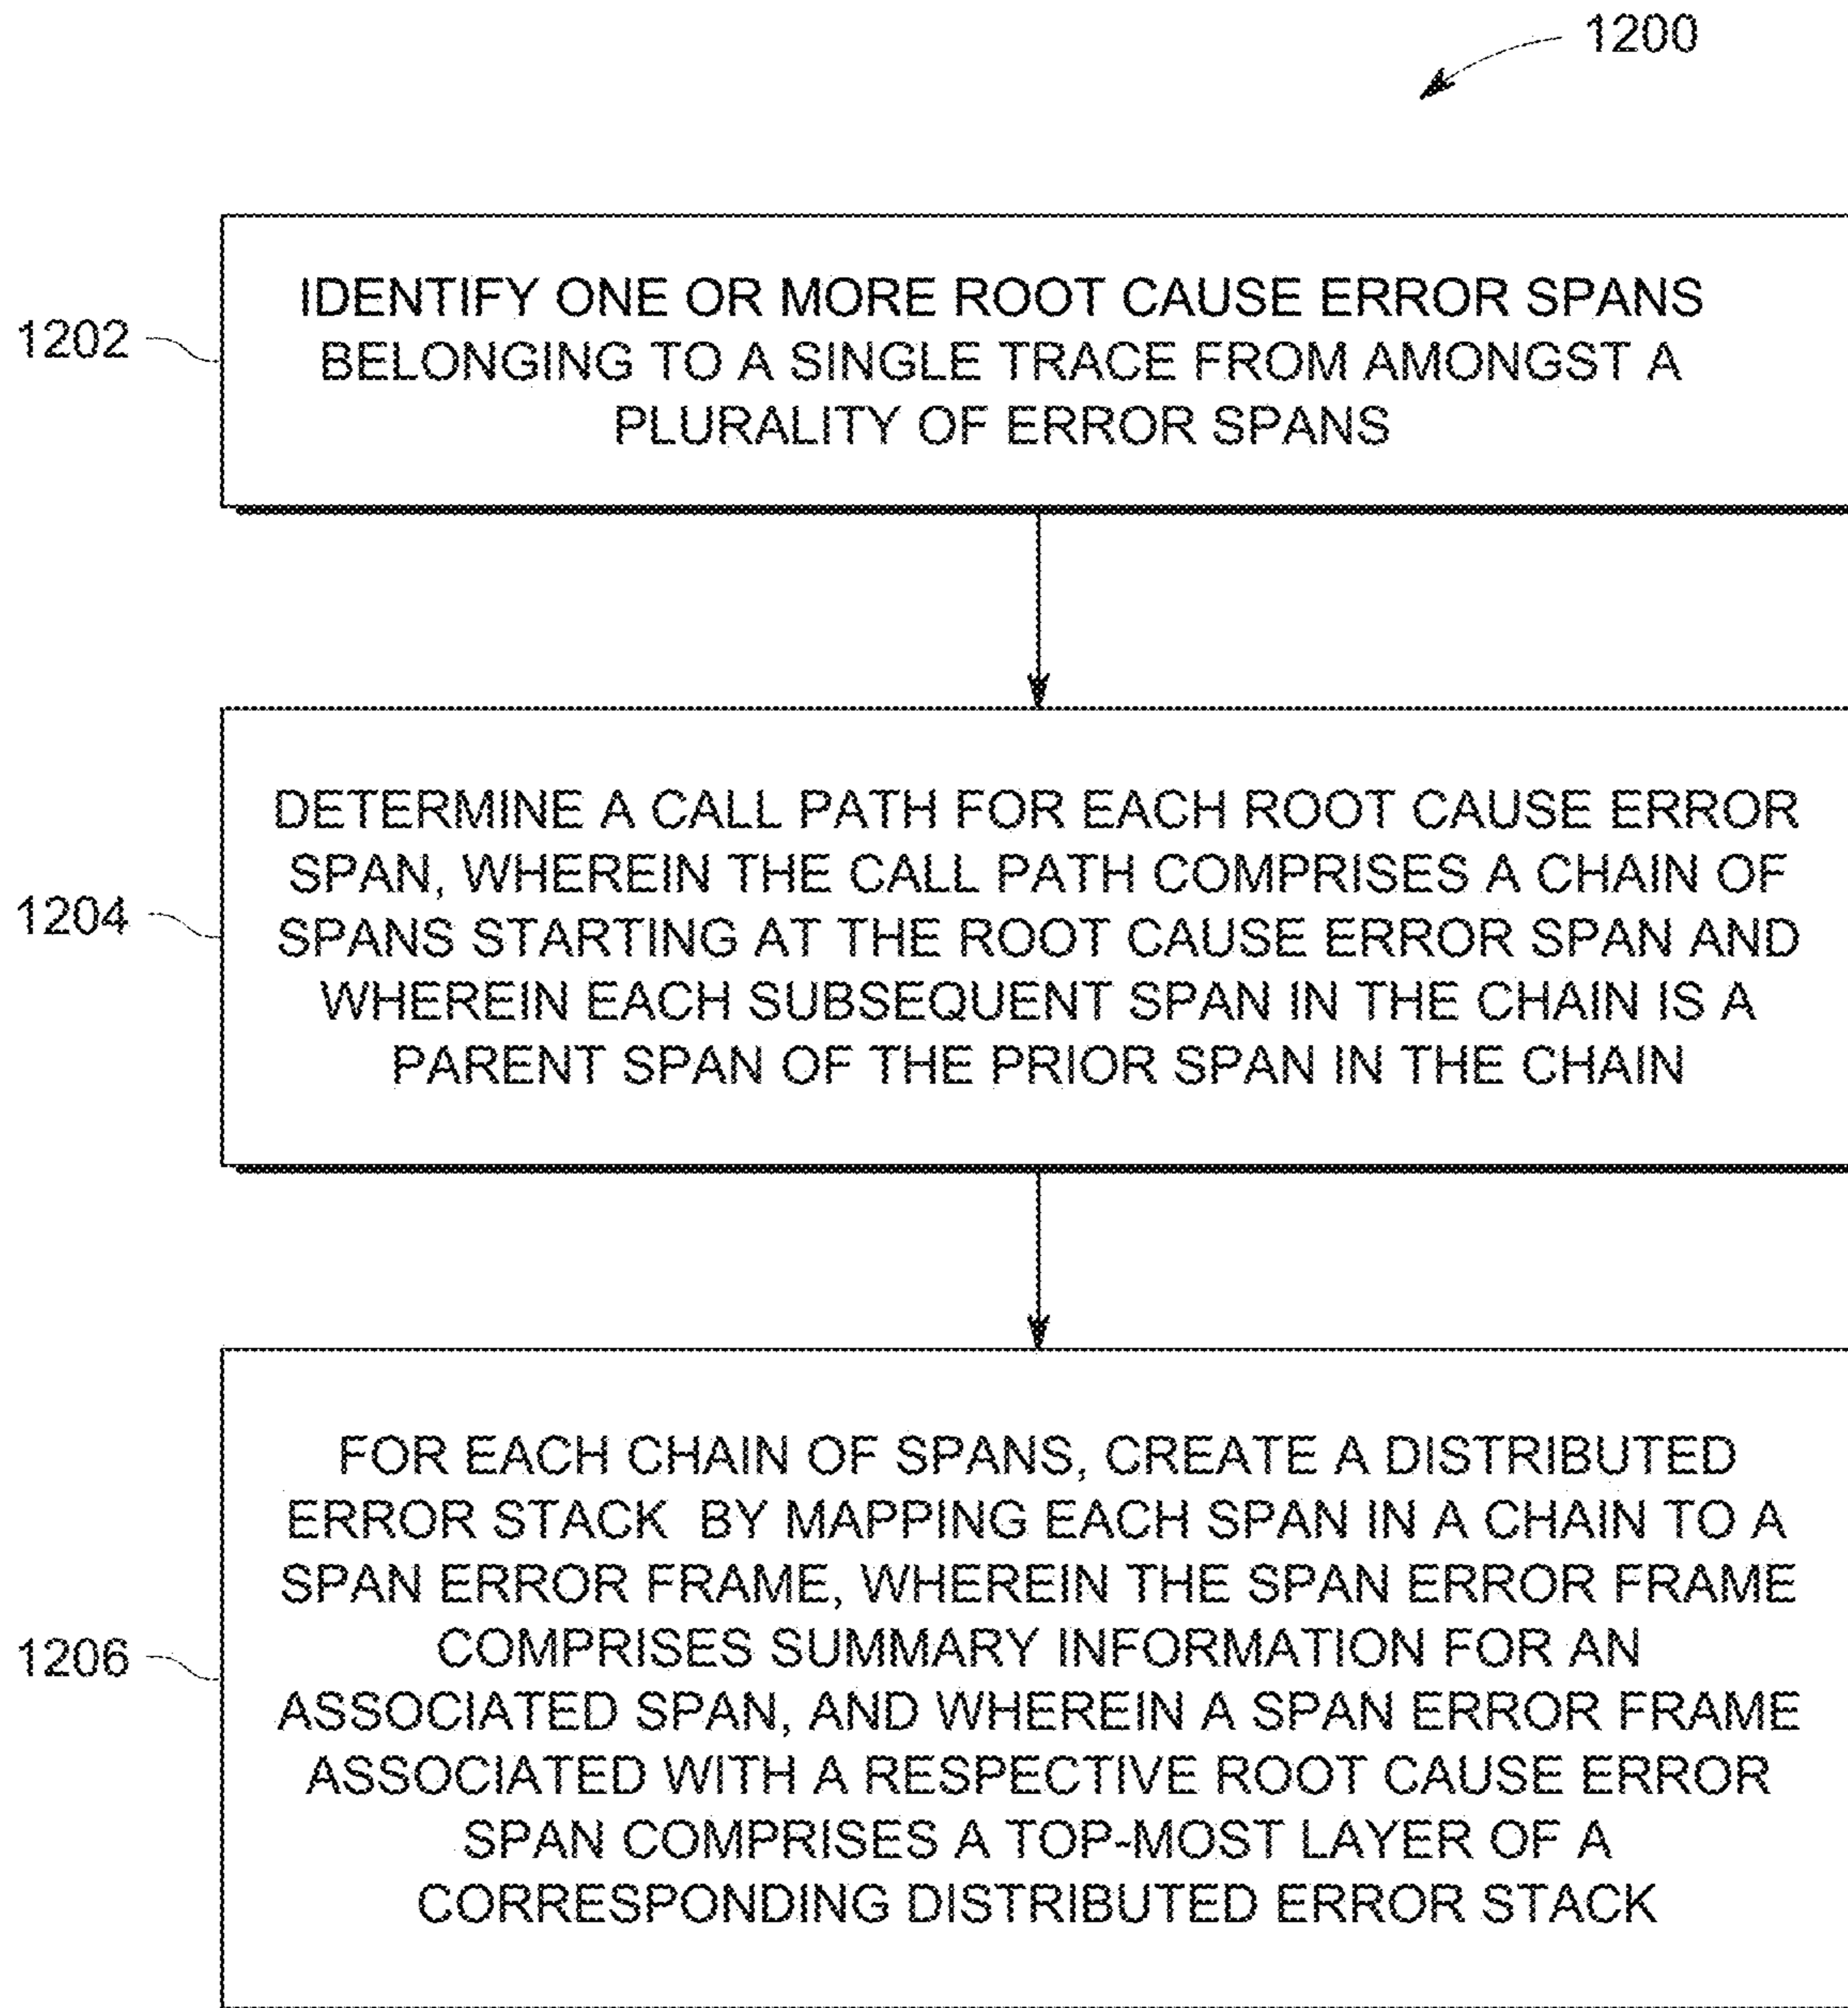 1200
1202
IDENTIFY ONE OR MORE ROOT CAUSE ERROR SPANS
BELONGING TO A SINGLE TRACE FROM AMONGST A
PLURALITY OF ERROR SPANS
1204
DETERMINE A CALL PATH FOR EACH ROOT CAUSE ERROR
SPAN, WHEREIN THE CALL PATH COMPRISES A CHAIN OF
SPANS STARTING AT THE ROOT CAUSE ERROR SPAN AND
WHEREIN EACH SUBSEQUENT SPAN IN THE CHAIN IS A
PARENT SPAN OF THE PRIOR SPAN IN THE CHAIN
1206
FOR EACH CHAIN OF SPANS, CREATE A DISTRIBUTED
ERROR STACK BY MAPPING EACH SPAN IN A CHAIN TO A
SPAN ERROR FRAME, WHEREIN THE SPAN ERROR FRAME
COMPRISES SUMMARY INFORMATION FOR AN
ASSOCIATED SPAN, AND WHEREIN A SPAN ERROR FRAME
ASSOCIATED WITH A RESPECTIVE ROOT CAUSE ERROR
SPAN COMPRISES A TOP-MOST LAYER OF A
CORRESPONDING DISTRIBUTED ERROR STACK